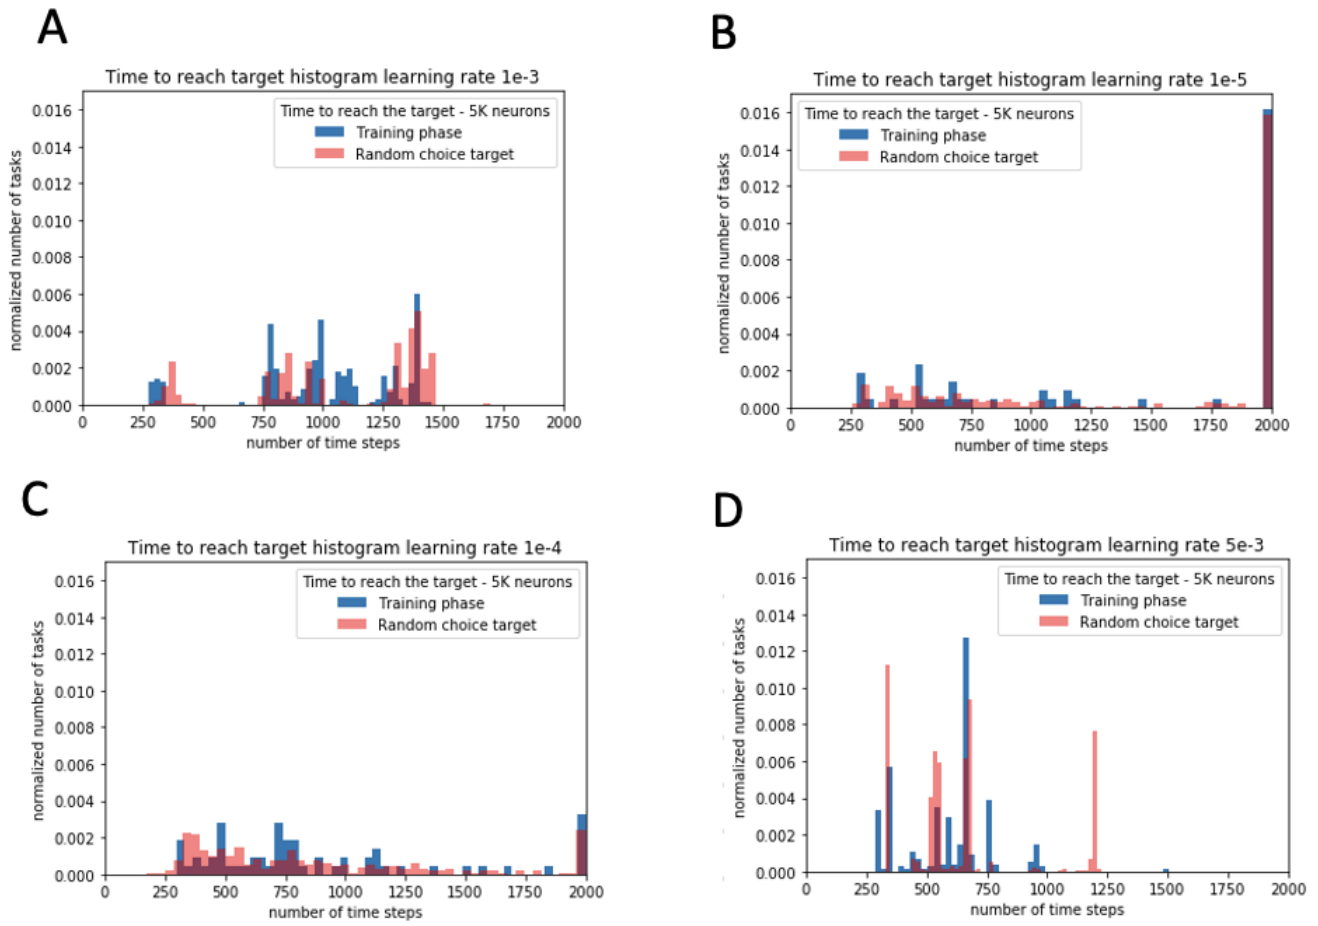 A
Time to reach target histogram learning rate 1e-3
Time to reach the target - 5K neurons
Training phase
Random choice target
normalized number of tasks
0.016
0.014
0.012
0.010
0.008
0.006
0.004
0.002
0.000
0 250 500 750 1000 1250 1500 1750 2000
number of time steps
B
Time to reach target histogram learning rate 1e-5
Time to reach the target - 5K neurons
Training phase
Random choice target
normalized number of tasks
0.016
0.014
0.012
0.010
0.008
0.006
0.004
0.002
0.000
0 250 500 750 1000 1250 1500 1750 2000
number of time steps
C
Time to reach target histogram learning rate 1e-4
Time to reach the target - 5K neurons
Training phase
Random choice target
normalized number of tasks
0.016
0.014
0.012
0.010
0.008
0.006
0.004
0.002
0.000
0 250 500 750 1000 1250 1500 1750 2000
number of time steps
D
Time to reach target histogram learning rate 5e-3
Time to reach the target - 5K neurons
Training phase
Random choice target
normalized number of tasks
0.016
0.014
0.012
0.010
0.008
0.006
0.004
0.002
0.000
0 250 500 750 1000 1250 1500 1750 2000
number of time steps